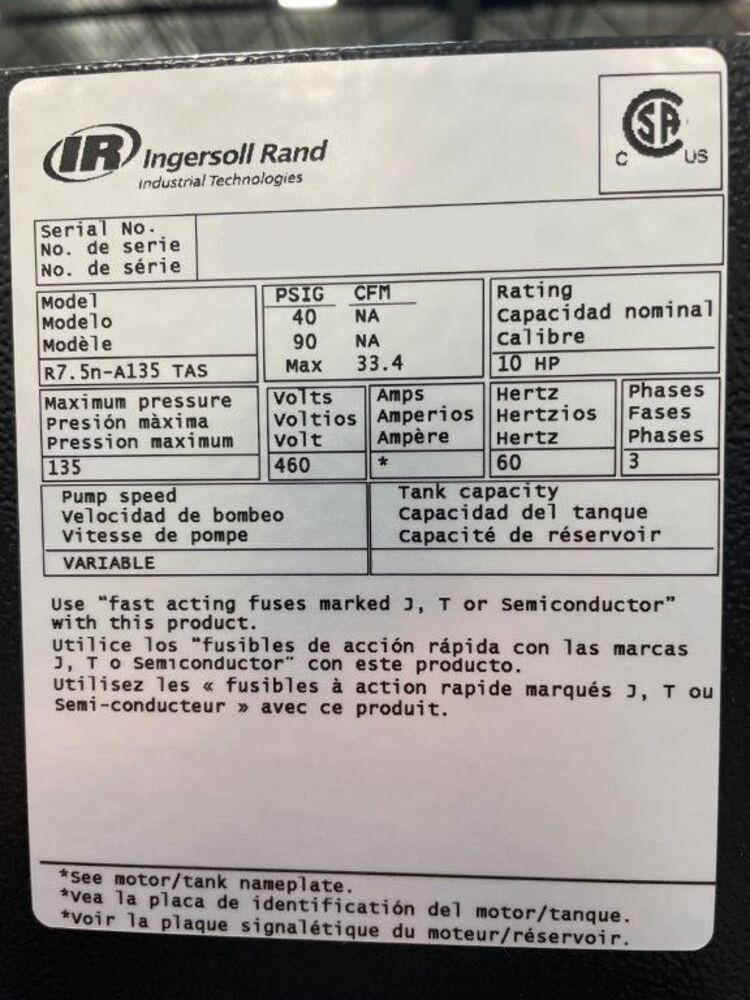 IR Ingersoll Rand
Industrial Technologies
CSA
C US
Serial No.
No. de serie
No. de série
Model
Modelo
Modèle
R7.5n-A135 TAS
PSIG CFM
40 NA
90 NA
Max 33.4
Rating
Capacidad nominal
Calibre
10 HP
Maximum pressure
Presión màxima
Pression maximum
135
Volts
Voltios
Volt
460
Amps
Amperios
Ampère
*
Hertz
Hertzios
Hertz
60
Phases
Fases
Phases
3
Pump speed
Velocidad de bombeo
Vitesse de pompe
VARIABLE
Tank capacity
Capacidad del tanque
Capacité de réservoir
Use "fast acting fuses marked J, T or Semiconductor"
with this product.
Utilice los "fusibles de acción rápida con las marcas
J, T o Semiconductor" con este producto.
Utilisez les « fusibles à action rapide marqués J, T ou
Semi-conducteur » avec ce produit.
*See motor/tank nameplate.
*Vea la placa de identificación del motor/tanque.
*Voir la plaque signalétique du moteur/réservoir.